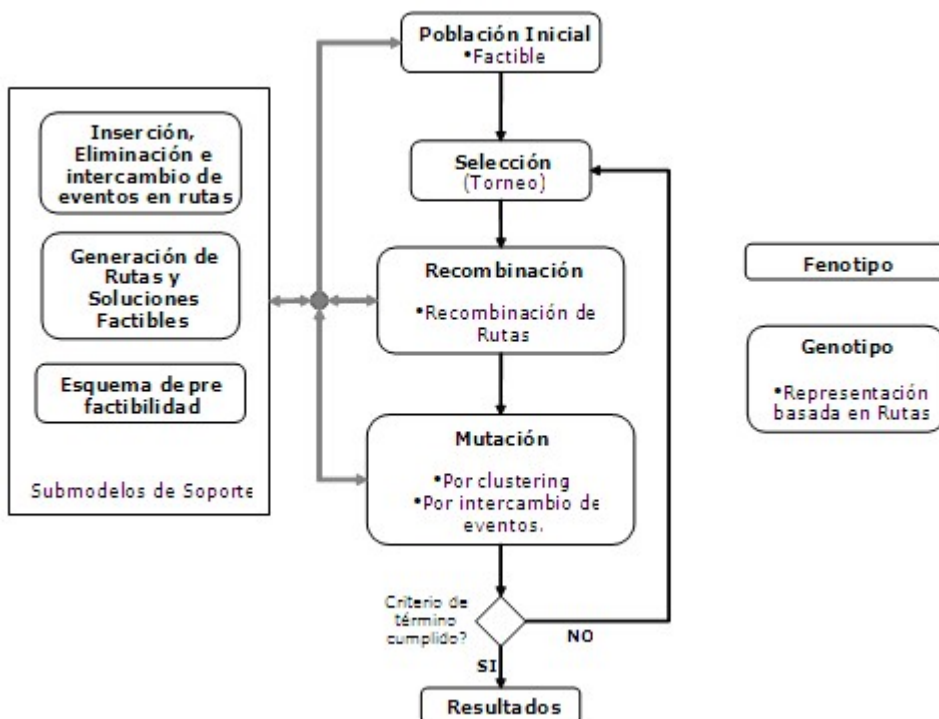 Población Inicial
•Factible
Inserción,
Eliminación e
intercambio de
eventos en rutas
Generación de
Rutas y
Soluciones
Factibles
Esquema de pre
factibilidad
Submodelos de Soporte
Selección
(Torneo)
Recombinación
•Recombinación de
Rutas
Mutación
•Por clustering
•Por intercambio de
eventos.
Criterio de
término
cumplido?
NO
SI
Resultados
Fenotipo
Genotipo
•Representación
basada en Rutas